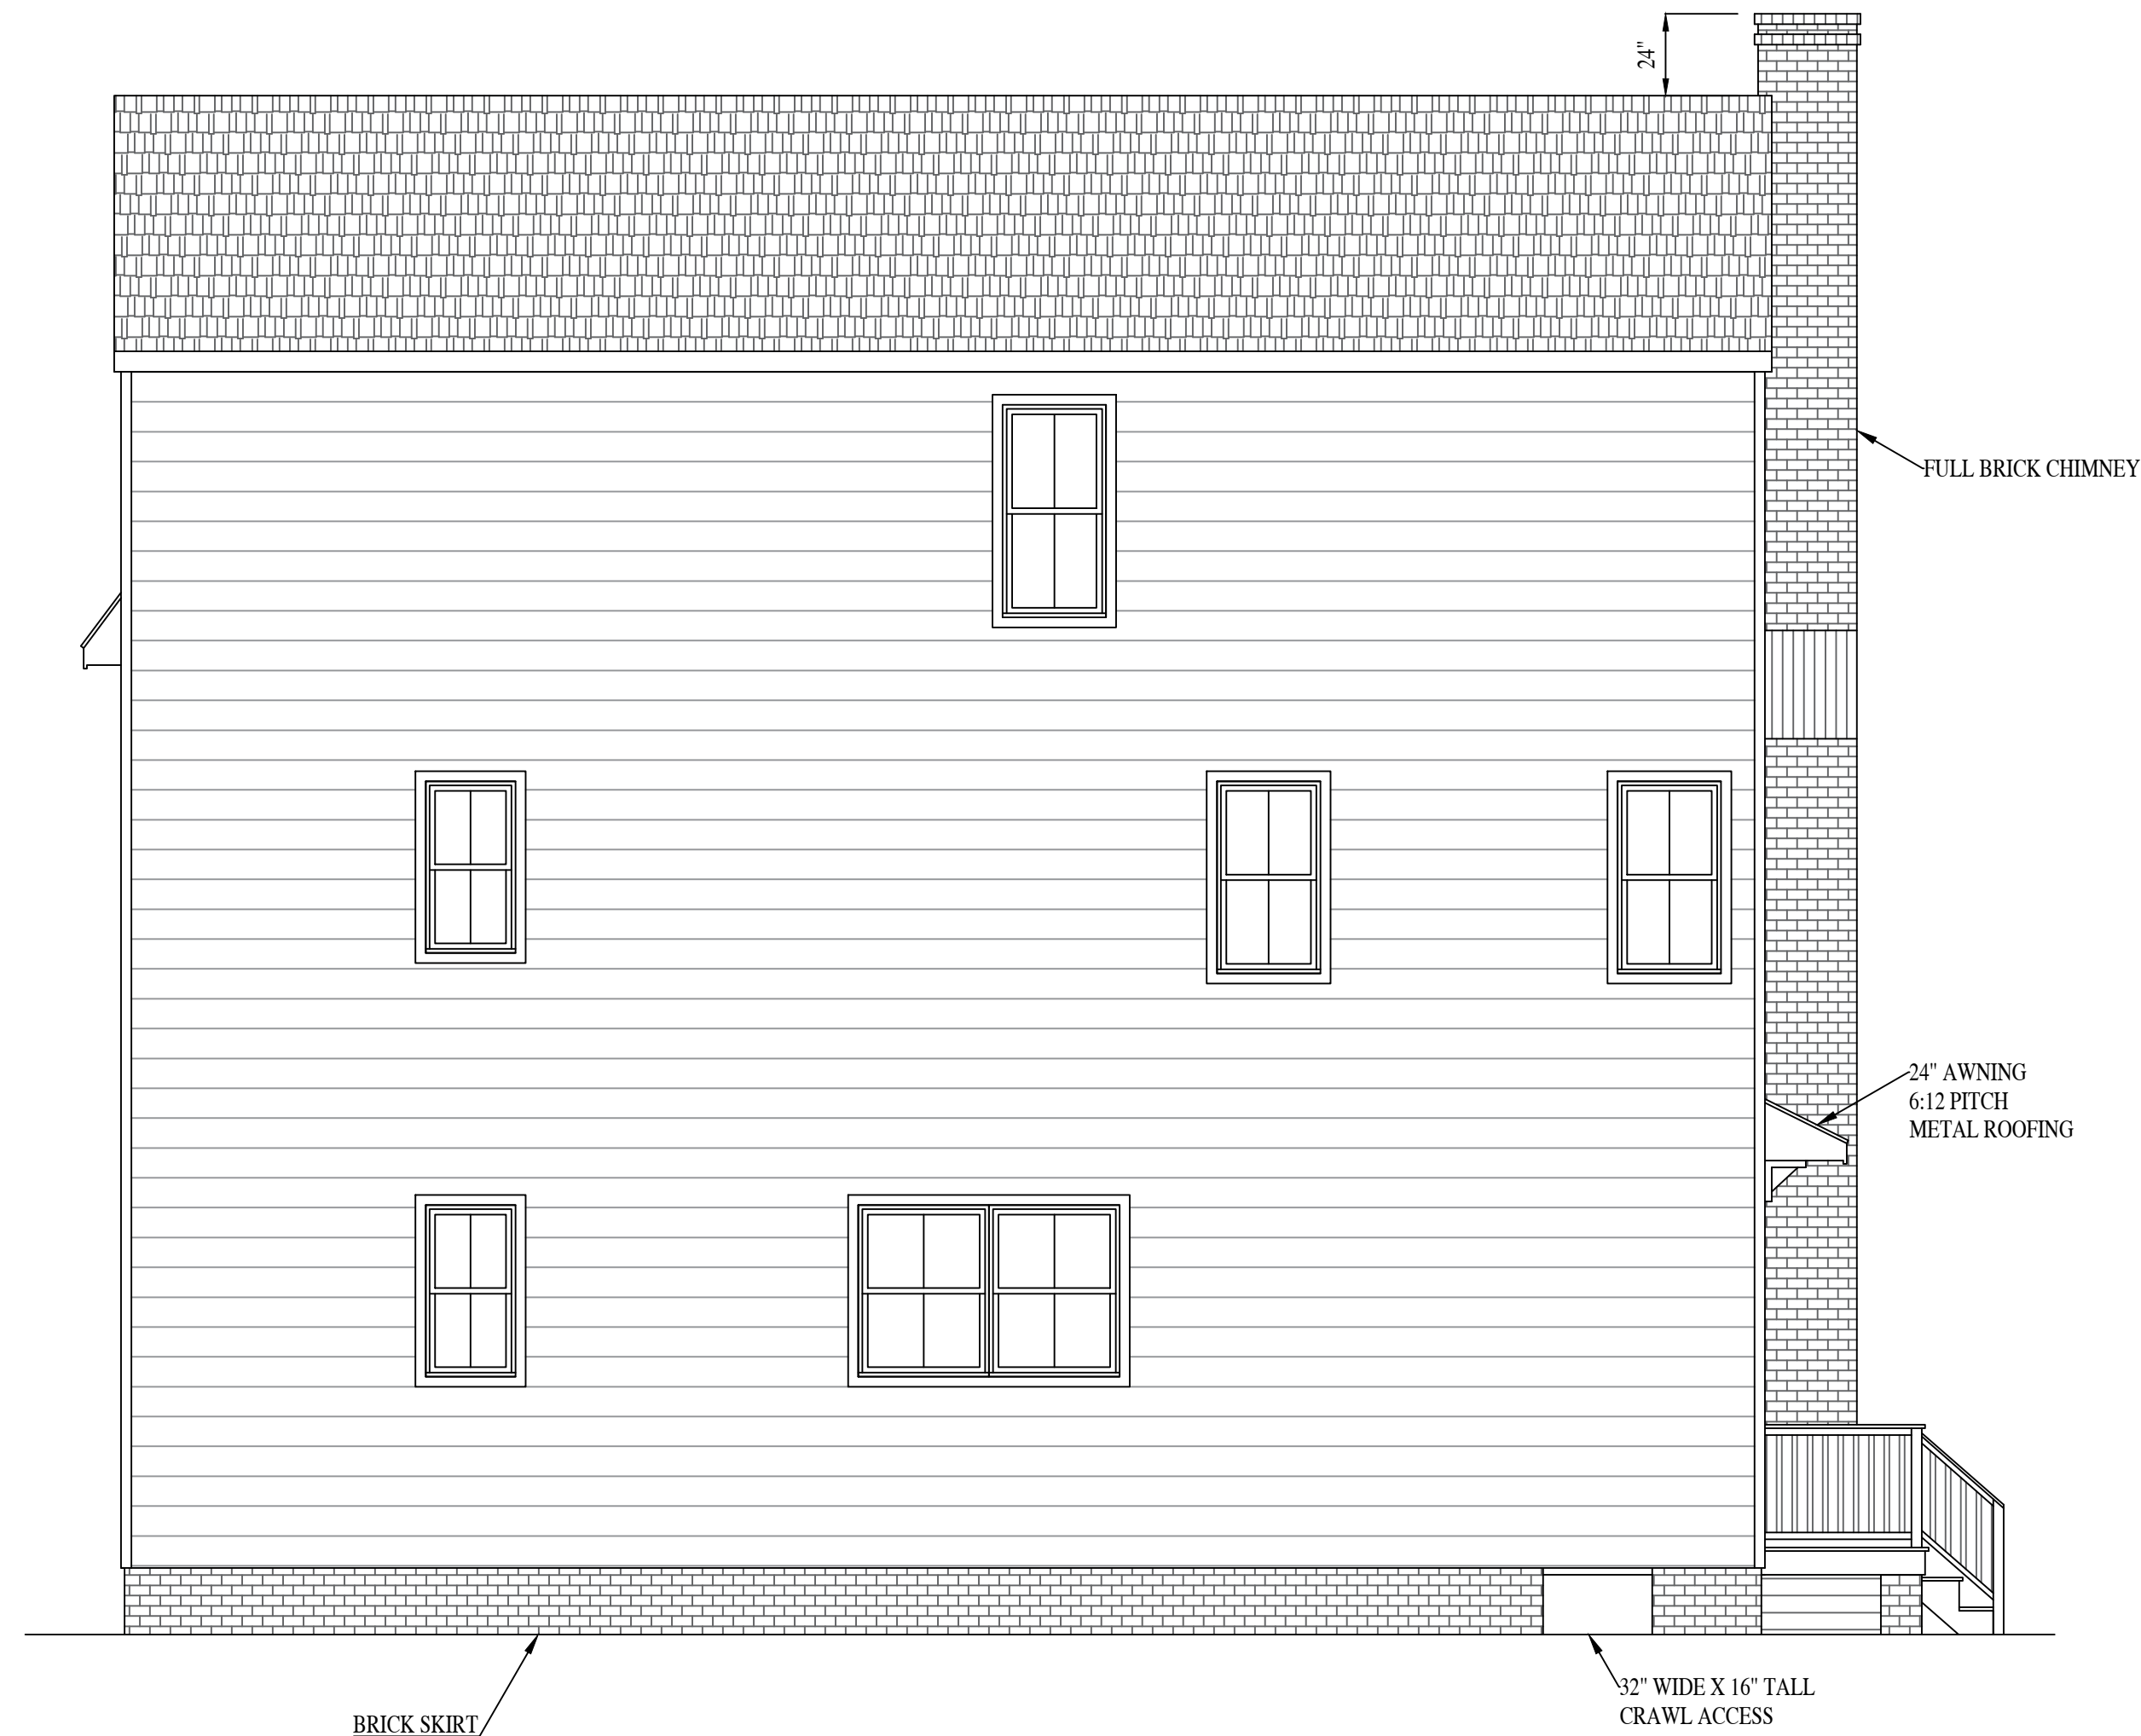 24"
FULL BRICK CHIMNEY
24" AWNING
6:12 PITCH
METAL ROOFING
32" WIDE X 16" TALL
CRAWL ACCESS
BRICK SKIRT